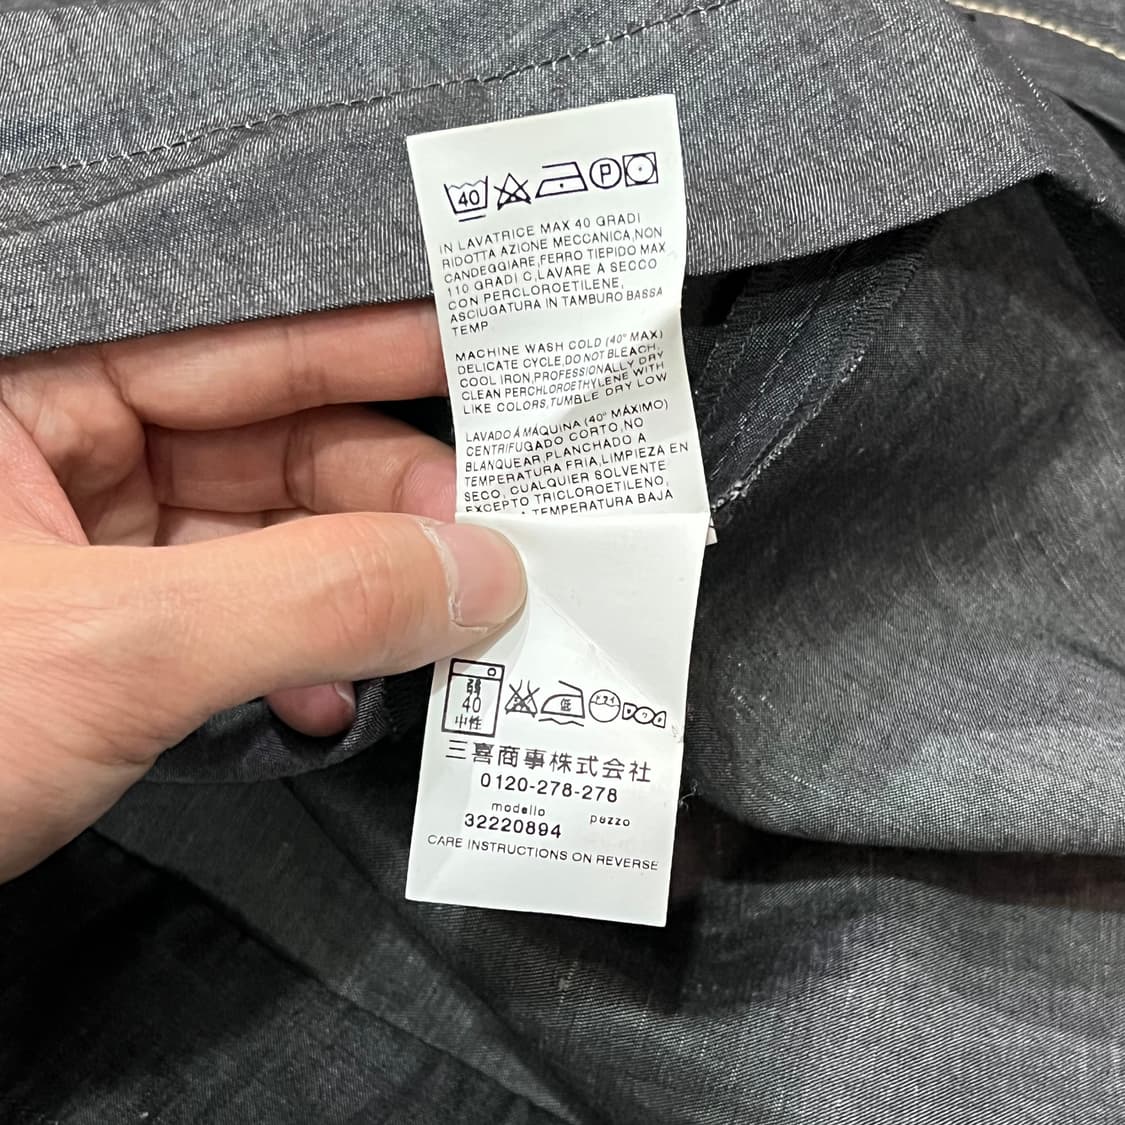 40 P
IN LAVATRICE MAX 40 GRADI
RIDOTTA AZIONE MECCANICA,NON
CANDEGGIARE,FERRO TIEPIDO MAX
110 GRADI C,LAVARE A SECCO
CON PERCLOROETILENE,
ASCIUGATURA IN TAMBURO BASSA
TEMP
MACHINE WASH COLD (40° MAX)
DELICATE CYCLE,DO NOT BLEACH,
COOL IRON,PROFESSIONALLY DRY
CLEAN PERCHLOROETHYLENE WITH
LIKE COLORS,TUMBLE DRY LOW
LAVADO Á MÁQUINA (40° MÁXIMO)
CENTRIFUGADO CORTO,NO
BLANQUEAR,PLANCHADO A
TEMPERATURA FRIA,LIMPIEZA EN
SECO, CUALQUIER SOLVENTE
EXCEPTO TRICLOROETILENO,
A TEMPERATURA BAJA
弱
40 低 ドライ
中性
三喜商事株式会社
0120-278-278
modello pezzo
32220894
CARE INSTRUCTIONS ON REVERSE